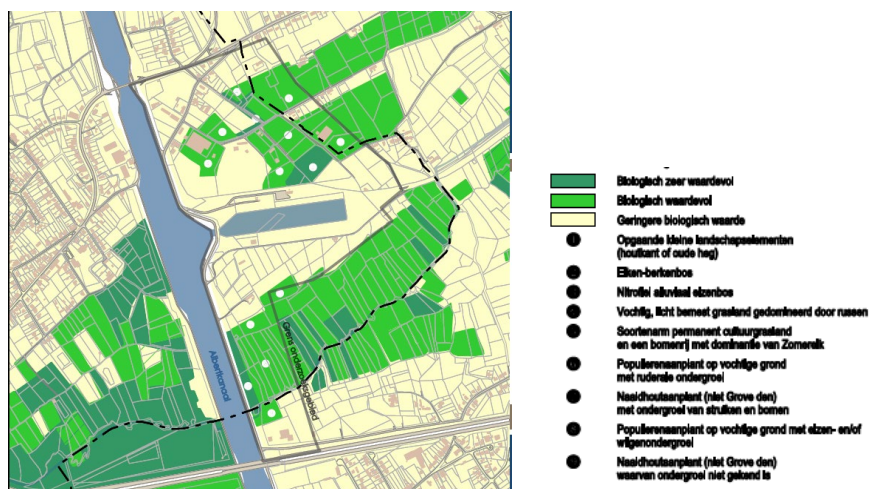 Albertkanaal
Grens onderzoeksgebied
Biologisch zeer waardevol
Biologisch waardevol
Geringere biologisch waarde
Opgaande kleine landschapselementen
(houtkant of oude heg)
Eiken-berkenbos
Nitrofiel alluviaal elzenbos
Vochtig, licht bemest grasland gedomineerd door russen
Soortenarm permanent cultuurgrasland
en een bomenrij met dominantie van Zomereik
Populierenaanplant op vochtige grond
met ruderale ondergroei
Naaldhoutaanplant (niet Grove den)
met ondergroei van struiken en bomen
Populierenaanplant op vochtige grond met elzen- en/of
wilgenondergroei
Naaldhoutaanplant (niet Grove den)
waarvan ondergroei niet gekend is